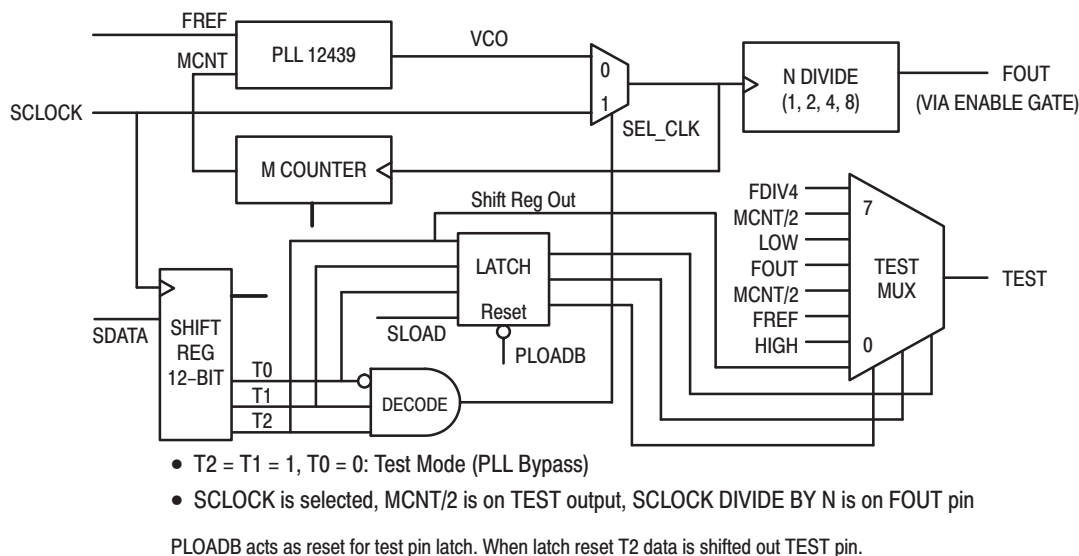 FREF
MCNT
PLL 12439
VCO
0
1
SCLOCK
SEL_CLK
N DIVIDE
(1, 2, 4, 8)
FOUT
(VIA ENABLE GATE)
M COUNTER
Shift Reg Out
LATCH
Reset
SLOAD
PLOADB
SDATA
SHIFT
REG
12–BIT
T0
T1
T2
DECODE
FDIV4
MCNT/2
LOW
FOUT
MCNT/2
FREF
HIGH
7
TEST
MUX
0
TEST
• T2 = T1 = 1, T0 = 0: Test Mode (PLL Bypass)
• SCLOCK is selected, MCNT/2 is on TEST output, SCLOCK DIVIDE BY N is on FOUT pin
PLOADB acts as reset for test pin latch. When latch reset T2 data is shifted out TEST pin.